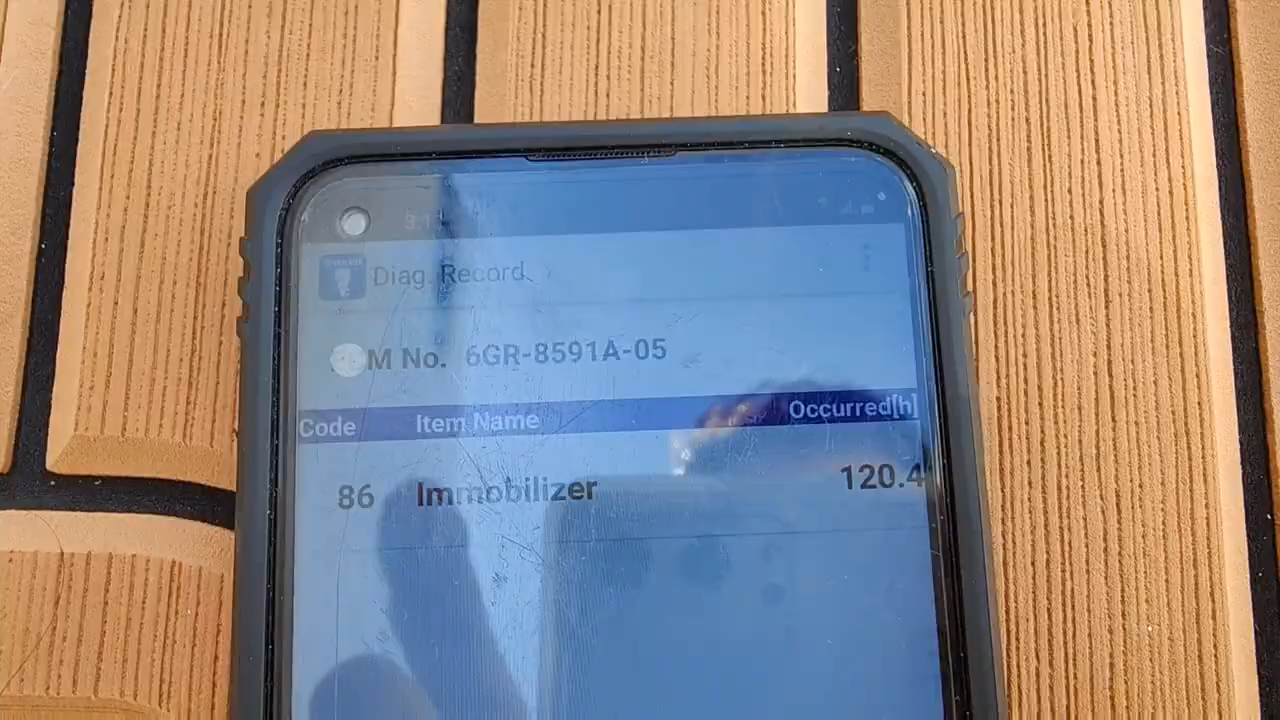 Diag. Record
M No. 6GR-8591A-05
Code Item Name Occurred[h]
86 Immobilizer 120.4